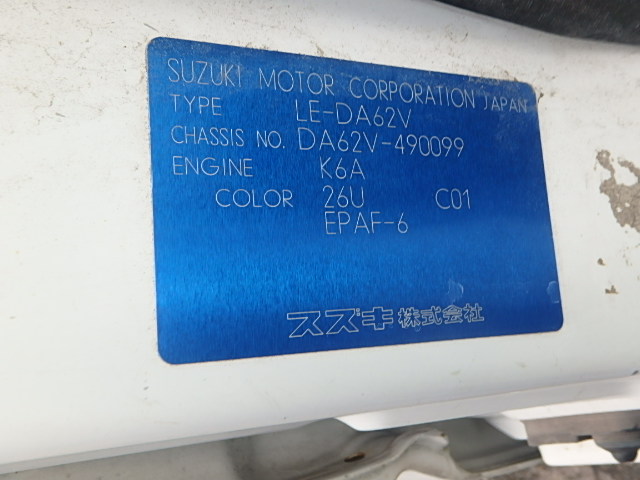 SUZUKI MOTOR CORPORATION JAPAN
TYPE LE-DA62V
CHASSIS NO. DA62V-490099
ENGINE K6A
COLOR 26U C01
EPAF-6
スズキ株式会社